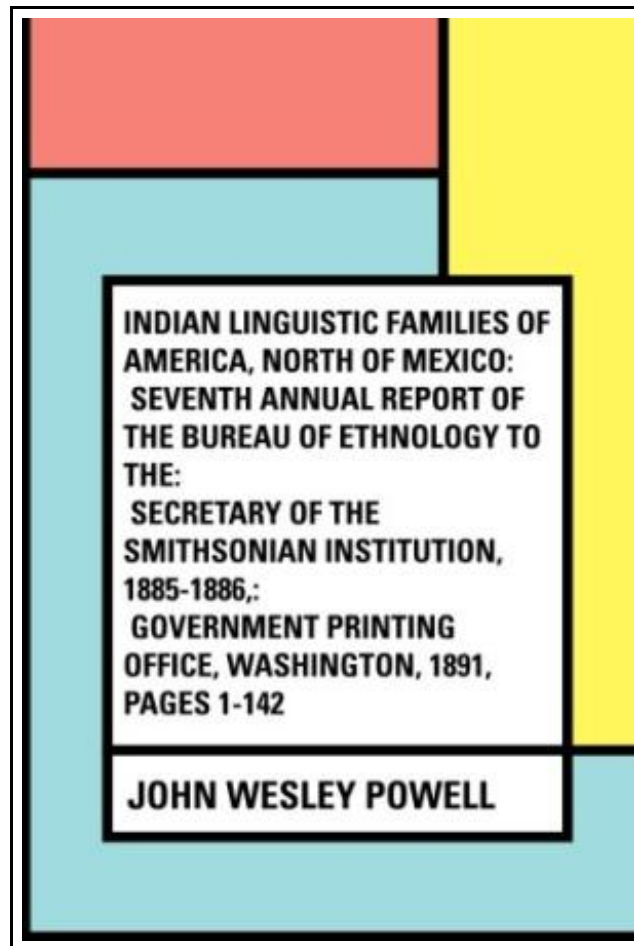 INDIAN LINGUISTIC FAMILIES OF
AMERICA, NORTH OF MEXICO:
SEVENTH ANNUAL REPORT OF
THE BUREAU OF ETHNOLOGY TO
THE:
SECRETARY OF THE
SMITHSONIAN INSTITUTION,
1885-1886,:
GOVERNMENT PRINTING
OFFICE, WASHINGTON, 1891,
PAGES 1-142
JOHN WESLEY POWELL